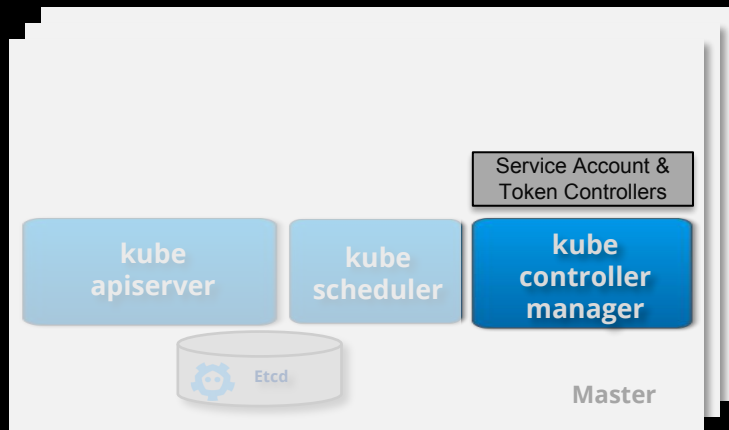 Service Account &
Token Controllers
kube
apiserver
kube
scheduler
kube
controller
manager
Etcd
Master